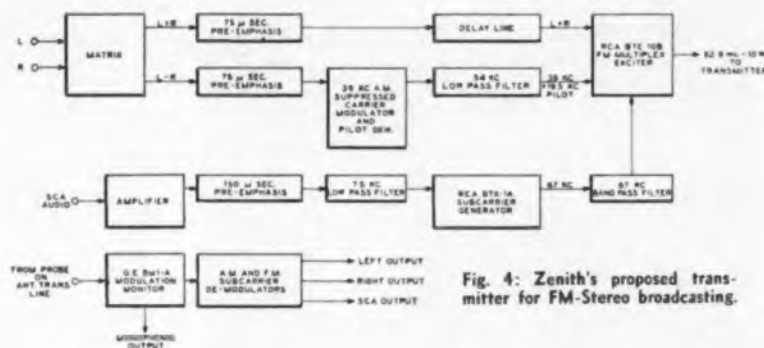 L
R
MATRIX
L+R
L-R
75 μ SEC.
PRE-EMPHASIS
75 μ SEC.
PRE-EMPHASIS
38 KC A.M.
SUPPRESSED
CARRIER
MODULATOR
AND
PILOT GEN.
DELAY LINE
L+R
54 KC
LOW PASS FILTER
PILOT
RCA BTE 10B
FM MULTIPLEX
EXCITER
TO
TRANSMITTER
SCA
AUDIO
AMPLIFIER
150 μ SEC.
PRE-EMPHASIS
7.5 KC
LOW PASS FILTER
RCA BTX-1A
SUBCARRIER
GENERATOR
67 KC
67 KC
BAND PASS FILTER
FROM PROBE
ON
ANT. TRANS
LINE
G.E. BM1-A
MODULATION
MONITOR
MONOPHONIC
OUTPUT
A.M. AND F.M.
SUBCARRIER
DE-MODULATORS
LEFT OUTPUT
RIGHT OUTPUT
SCA OUTPUT
Fig. 4: Zenith's proposed trans-
mitter for FM-Stereo broadcasting.